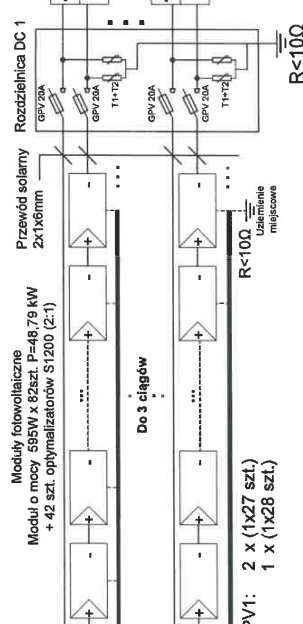 Rozdzielnica DC 1
GPV 20A
GPV 20A
T1+T2
GPV 20A
GPV 20A
T1+T2
R<10Ω
Przewód solarny
2x1x6mm
Moduły fotowoltaiczne
Moduł o mocy 595W x 82szt. P=48,79 kW
+ 42 szt. optymalizatorów S1200 (2:1)
Do 3 ciągów
R<10Ω
Uziemienie
miejscowe
PV1: 2 x (1x27 szt.)
1 x (1x28 szt.)